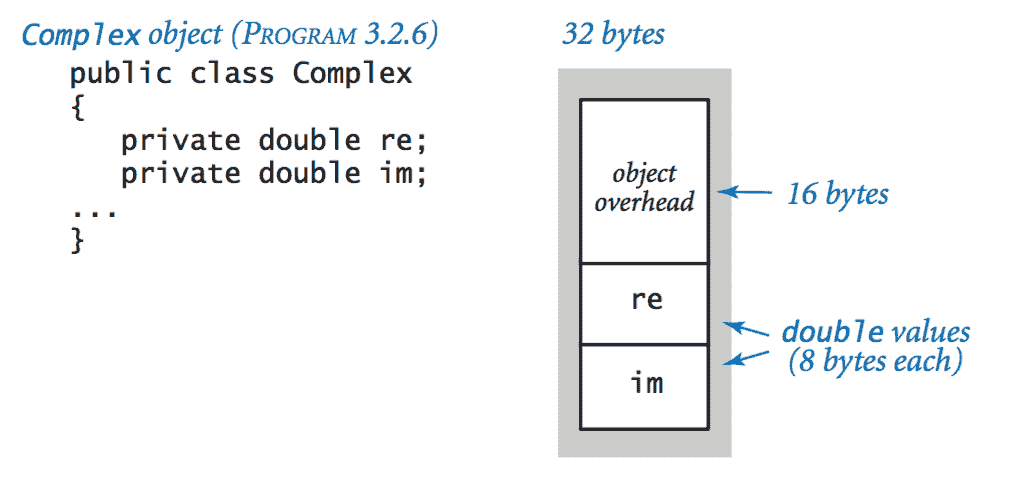 Complex object (PROGRAM 3.2.6)
public class Complex
{
private double re;
private double im;
...
}
32 bytes
object
overhead
16 bytes
re
im
double values
(8 bytes each)